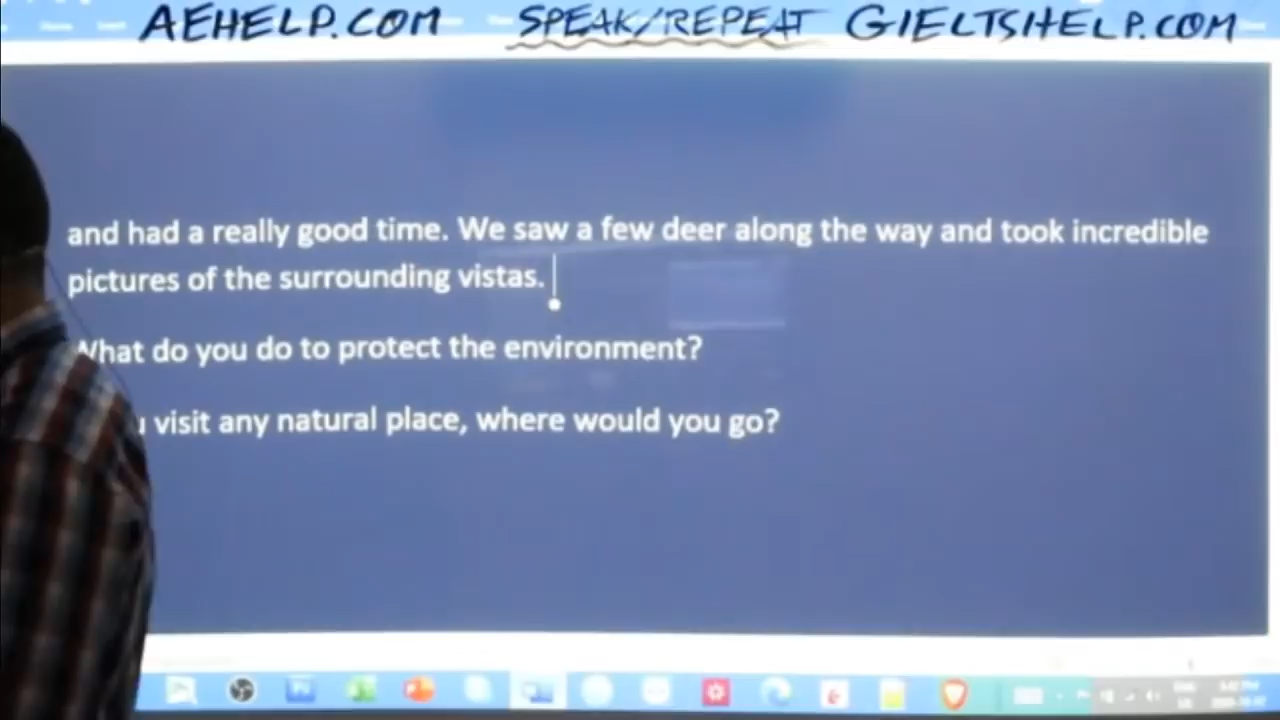 AEHELP.COM SPEAK/REPEAT GIELTSHELP.COM
and had a really good time. We saw a few deer along the way and took incredible
pictures of the surrounding vistas.
What do you do to protect the environment?
visit any natural place, where would you go?